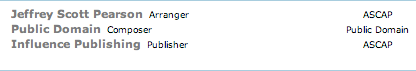 Jeffrey Scott Pearson Arranger ASCAP
Public Domain Composer Public Domain
Influence Publishing Publisher ASCAP